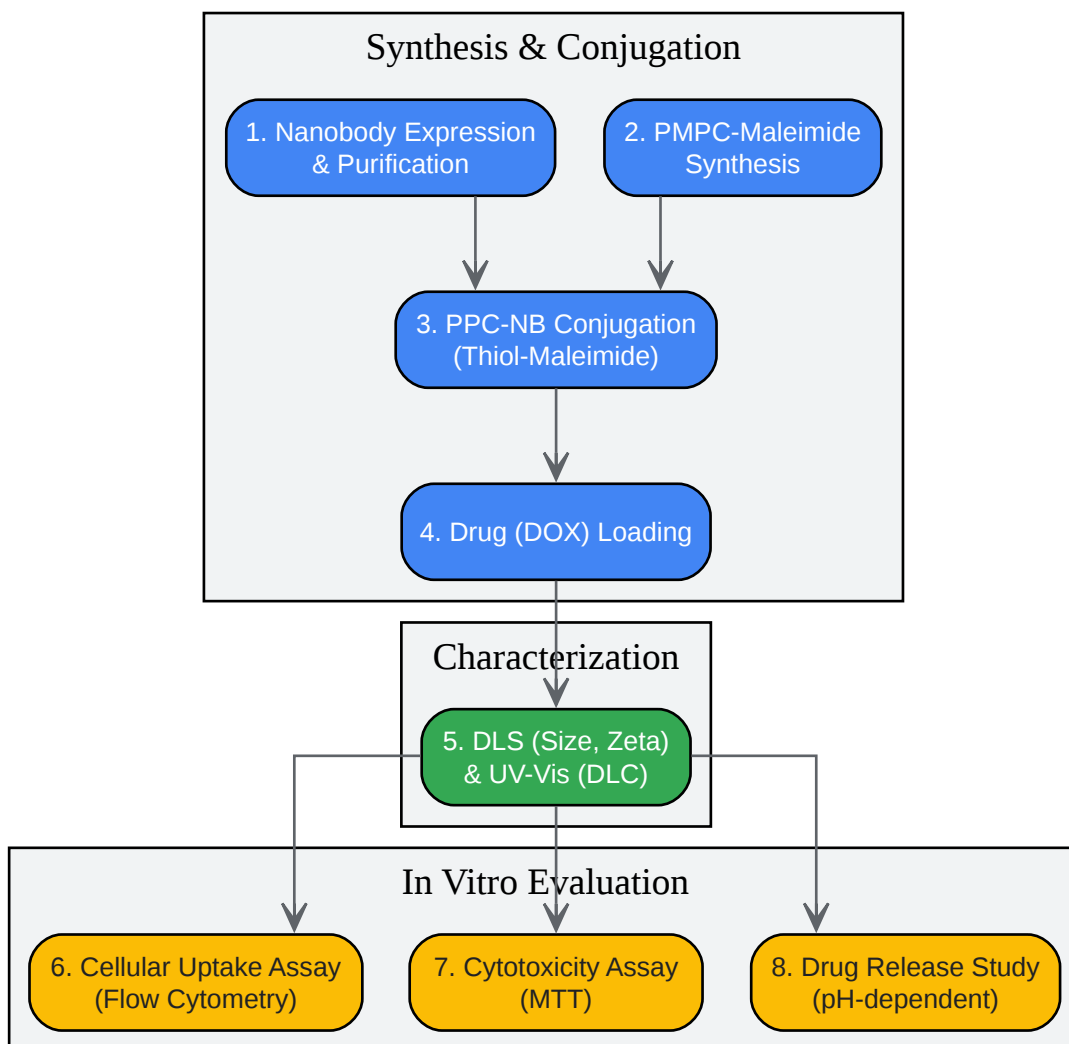 Synthesis & Conjugation
1. Nanobody Expression
& Purification
2. PMPC-Maleimide
Synthesis
3. PPC-NB Conjugation
(Thiol-Maleimide)
4. Drug (DOX) Loading
Characterization
5. DLS (Size, Zeta)
& UV-Vis (DLC)
In Vitro Evaluation
6. Cellular Uptake Assay
(Flow Cytometry)
7. Cytotoxicity Assay
(MTT)
8. Drug Release Study
(pH-dependent)